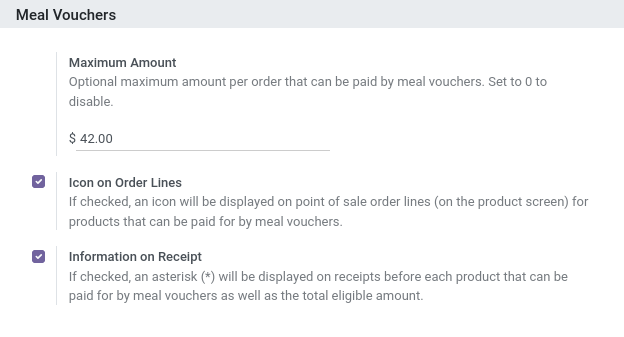 Meal Vouchers
Maximum Amount
Optional maximum amount per order that can be paid by meal vouchers. Set to 0 to
disable.
$ 42.00
Icon on Order Lines
If checked, an icon will be displayed on point of sale order lines (on the product screen) for
products that can be paid for by meal vouchers.
Information on Receipt
If checked, an asterisk (*) will be displayed on receipts before each product that can be
paid for by meal vouchers as well as the total eligible amount.